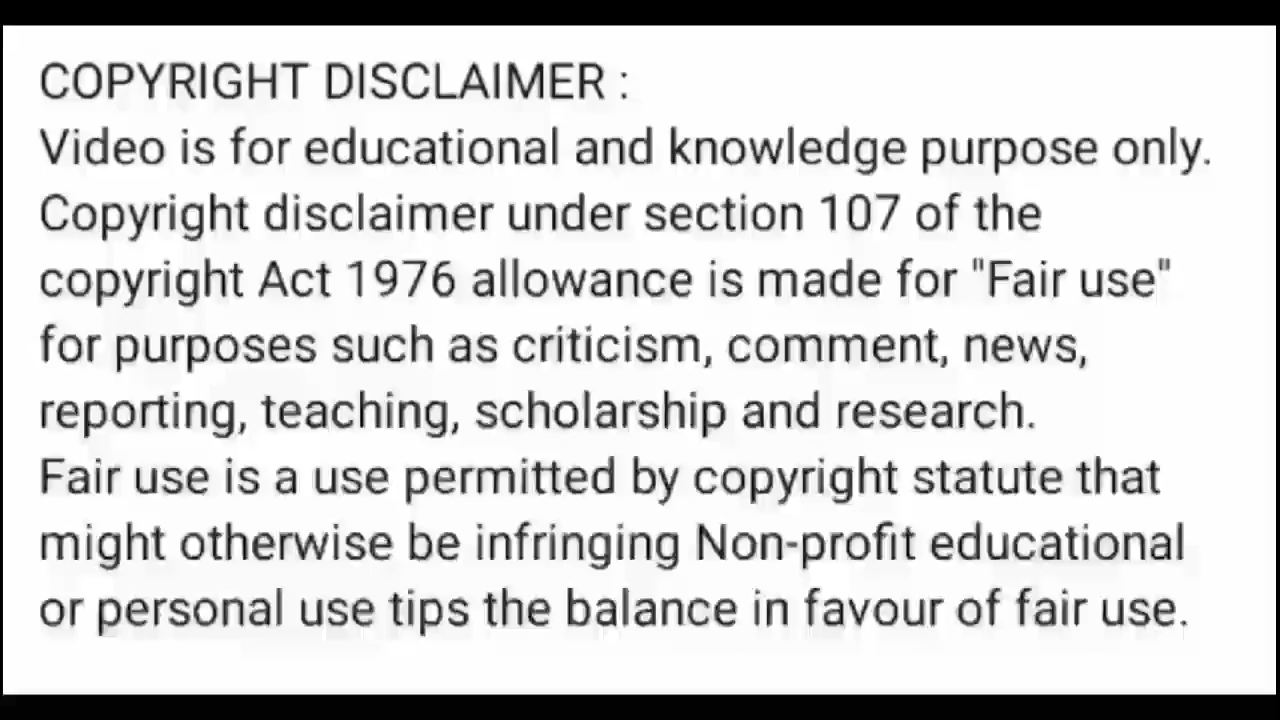 COPYRIGHT DISCLAIMER :
Video is for educational and knowledge purpose only.
Copyright disclaimer under section 107 of the
copyright Act 1976 allowance is made for "Fair use"
for purposes such as criticism, comment, news,
reporting, teaching, scholarship and research.
Fair use is a use permitted by copyright statute that
might otherwise be infringing Non-profit educational
or personal use tips the balance in favour of fair use.